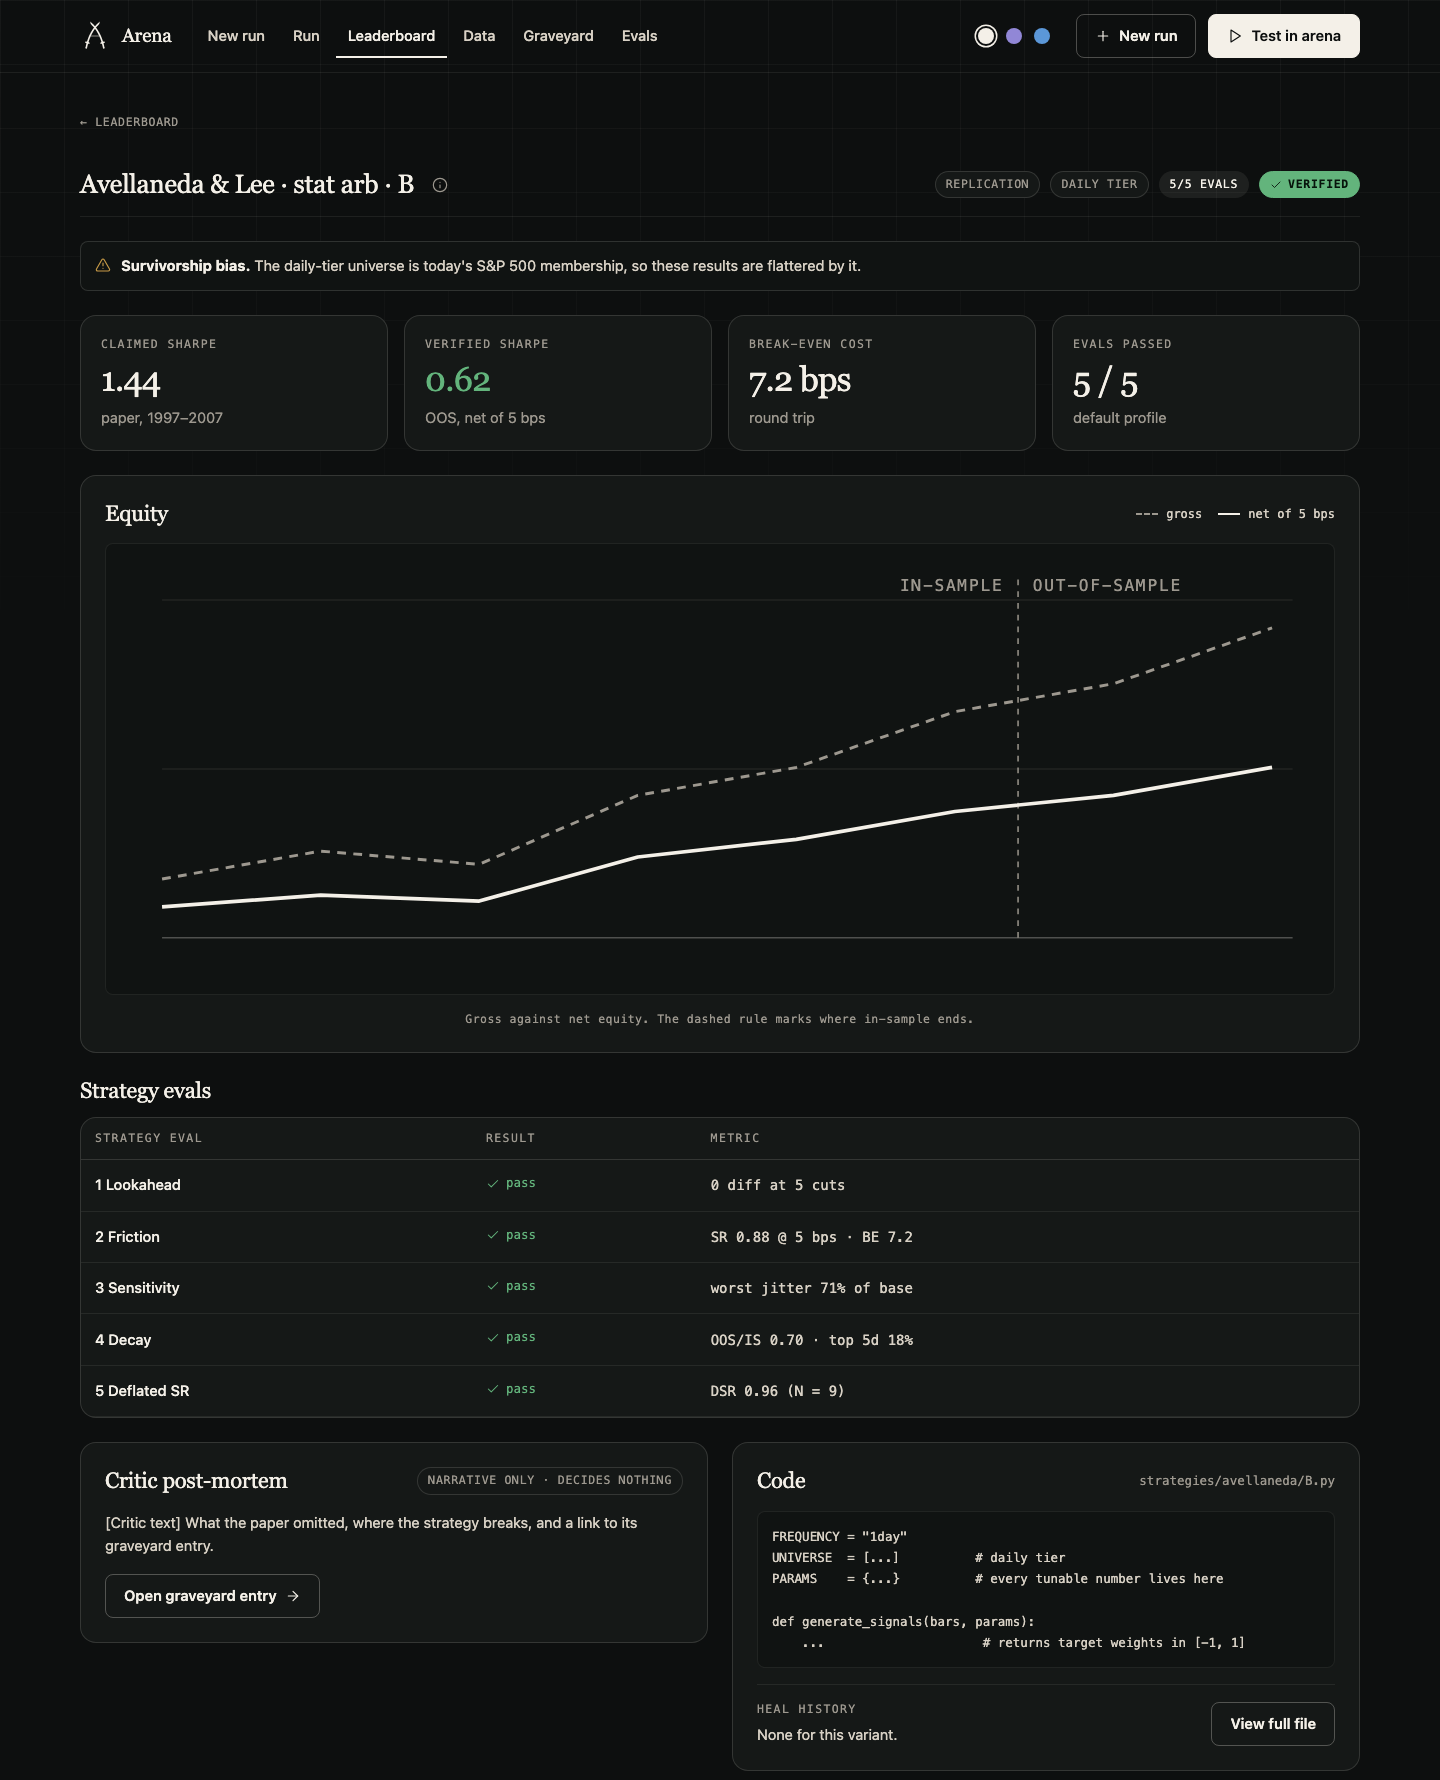 Arena
New run
Run
Leaderboard
Data
Graveyard
Evals
New run
Test in arena
← LEADERBOARD
Avellaneda & Lee · stat arb · B
REPLICATION
DAILY TIER
5/5 EVALS
VERIFIED
Survivorship bias. The daily-tier universe is today's S&P 500 membership, so these results are flattered by it.
CLAIMED SHARPE
1.44
paper, 1997–2007
VERIFIED SHARPE
0.62
OOS, net of 5 bps
BREAK-EVEN COST
7.2 bps
round trip
EVALS PASSED
5 / 5
default profile
Equity
gross
net of 5 bps
IN-SAMPLE
OUT-OF-SAMPLE
Gross against net equity. The dashed rule marks where in-sample ends.
Strategy evals
STRATEGY EVAL RESULT METRIC
1 Lookahead pass 0 diff at 5 cuts
2 Friction pass SR 0.88 @ 5 bps · BE 7.2
3 Sensitivity pass worst jitter 71% of base
4 Decay pass OOS/IS 0.70 · top 5d 18%
5 Deflated SR pass DSR 0.96 (N = 9)
Critic post-mortem
NARRATIVE ONLY · DECIDES NOTHING
[Critic text] What the paper omitted, where the strategy breaks, and a link to its
graveyard entry.
Open graveyard entry →
Code
strategies/avellaneda/B.py
FREQUENCY = "1day"
UNIVERSE = [...] # daily tier
PARAMS = {...} # every tunable number lives here
def generate_signals(bars, params):
... # returns target weights in [-1, 1]
HEAL HISTORY
None for this variant.
View full file